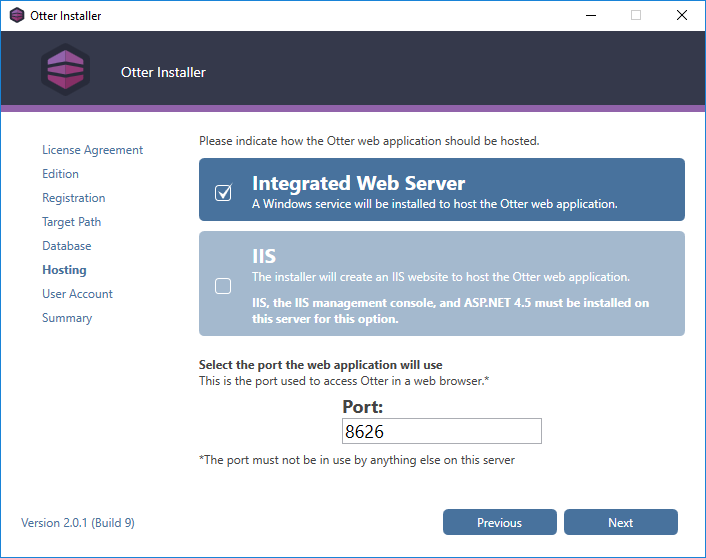 Otter Installer
Otter Installer
Please indicate how the Otter web application should be hosted.
License Agreement
Edition
Registration
Target Path
Database
Hosting
User Account
Summary
Integrated Web Server
A Windows service will be installed to host the Otter web application.
IIS
The installer will create an IIS website to host the Otter web application.
IIS, the IIS management console, and ASP.NET 4.5 must be installed on
this server for this option.
Select the port the web application will use
This is the port used to access Otter in a web browser.*
Port:
8626
*The port must not be in use by anything else on this server
Version 2.0.1 (Build 9)
Previous
Next